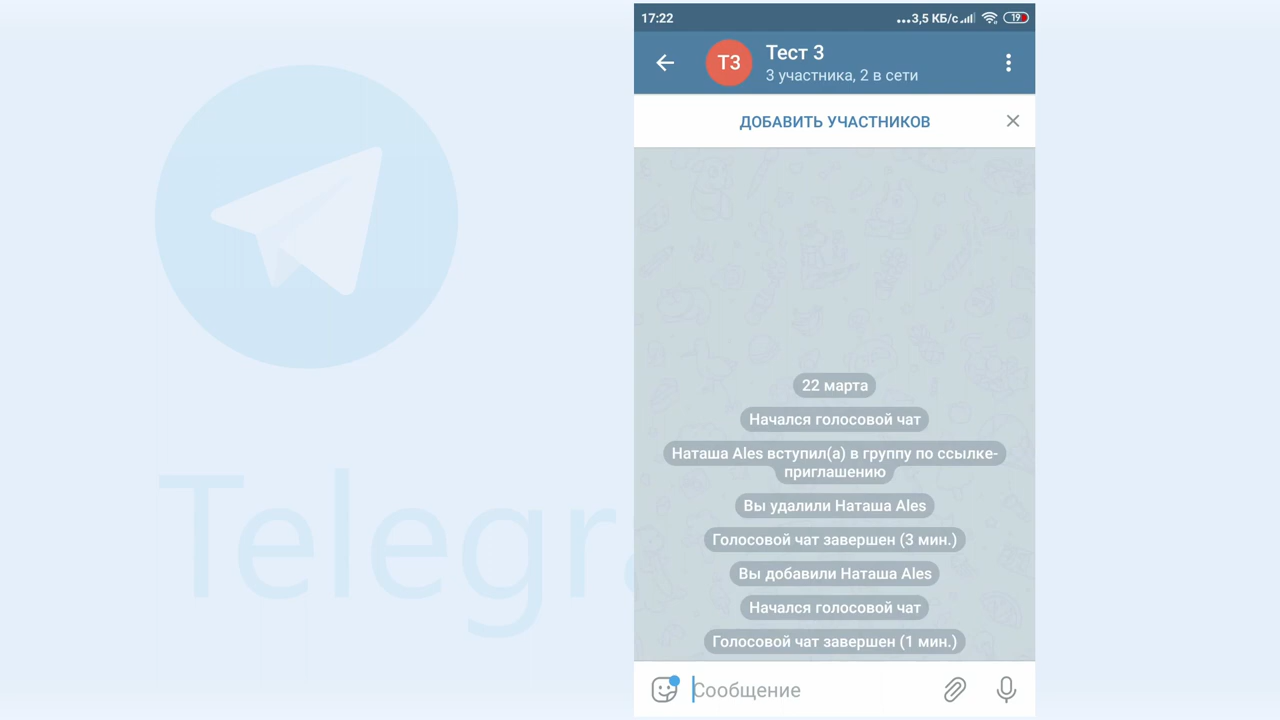 17:22
...3,5 КБ/с
19
Т3
Тест 3
3 участника, 2 в сети
ДОБАВИТЬ УЧАСТНИКОВ
22 марта
Начался голосовой чат
Наташа Ales вступил(а) в группу по ссылке-
приглашению
Вы удалили Наташа Ales
Голосовой чат завершен (3 мин.)
Вы добавили Наташа Ales
Начался голосовой чат
Голосовой чат завершен (1 мин.)
Сообщение
Telegra